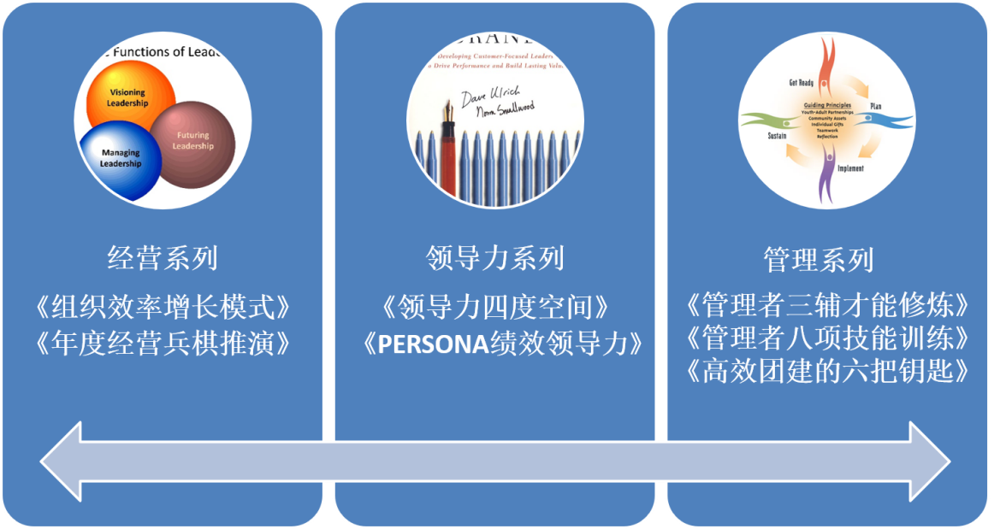 Functions of
Visioning
Leadership
Futuring
Leadership
Managing
Leadership
Developing Customer-Focused Leaders
Drive Performance and Build Lasting
Dave Ulrich
Norm Smallwood
Get Ready
Guiding Principles
Youth-Adult Partnerships
Community Assets
Individual Gifts
Teamwork
Reflection
Plan
Sustain
Implement
经营系列
《组织效率增长模式》
《年度经营兵棋推演》
领导力系列
《领导力四度空间》
《PERSONA绩效领导力》
管理系列
《管理者三辅才能修炼》
《管理者八项技能训练》
《高效团建的六把钥匙》